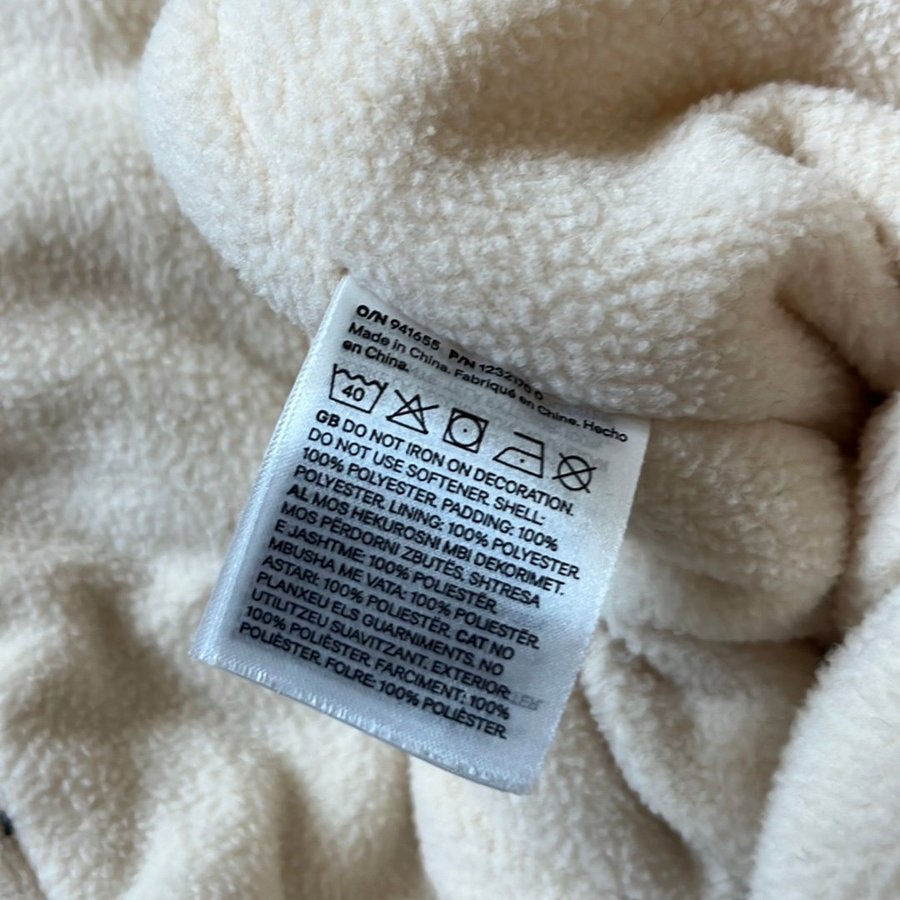 O/N 941655 P/N 1232176 6
Made in China. Fabriqué en Chine. Hecho
en China.
40
GB DO NOT IRON ON DECORATION.
DO NOT USE SOFTENER. SHELL:
100% POLYESTER. PADDING: 100%
POLYESTER. LINING: 100% POLYESTER.
AL MOS HEKUROSNI MBI DEKORIMET.
MOS PËRDORNI ZBUTËS. SHTRESA
E JASHTME: 100% POLIESTËR.
MBUSHA ME VATA: 100% POLIESTËR.
ASTARI: 100% POLIESTËR. CAT NO
PLANXEU ELS GUARNIMENTS. NO
UTILITZEU SUAVITZANT. EXTERIOR:
100% POLIÈSTER. FARCIMENT: 100%
POLIÈSTER. FOLRE: 100% POLIÈSTER.